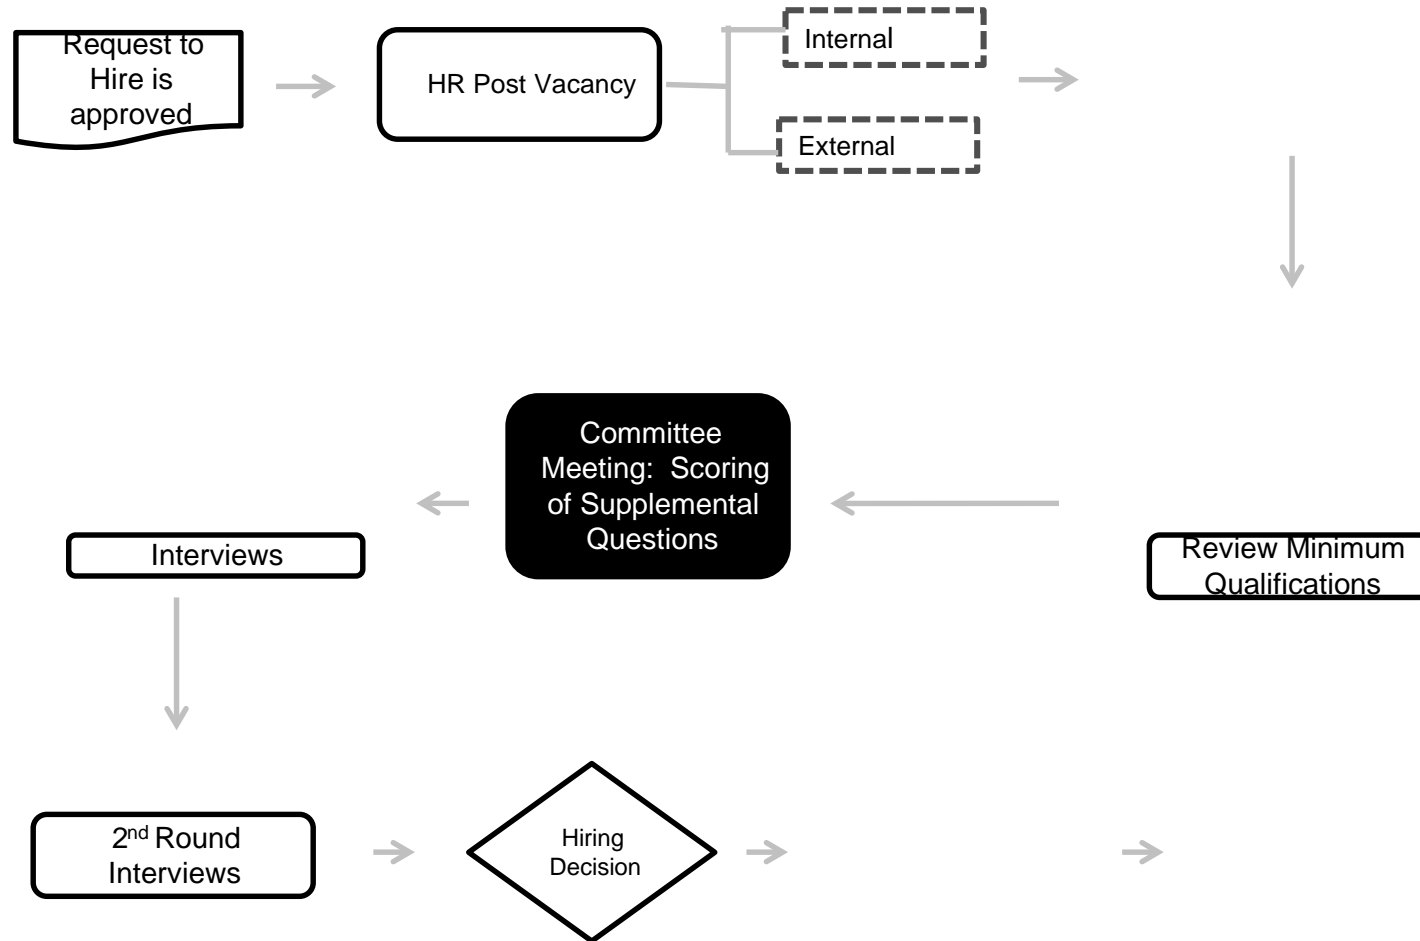 Request to
Hire is
approved
HR Post Vacancy
Internal
External
Committee
Meeting: Scoring
of Supplemental
Questions
Interviews
Review Minimum
Qualifications
2nd Round
Interviews
Hiring
Decision